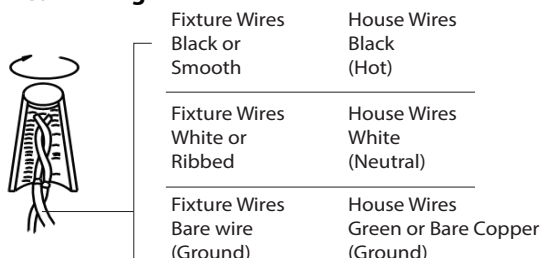 Fixture Wires House Wires
Black or Black
Smooth (Hot)
Fixture Wires House Wires
White or White
Ribbed (Neutral)
Fixture Wires House Wires
Bare wire Green or Bare Copper
(Ground) (Ground)